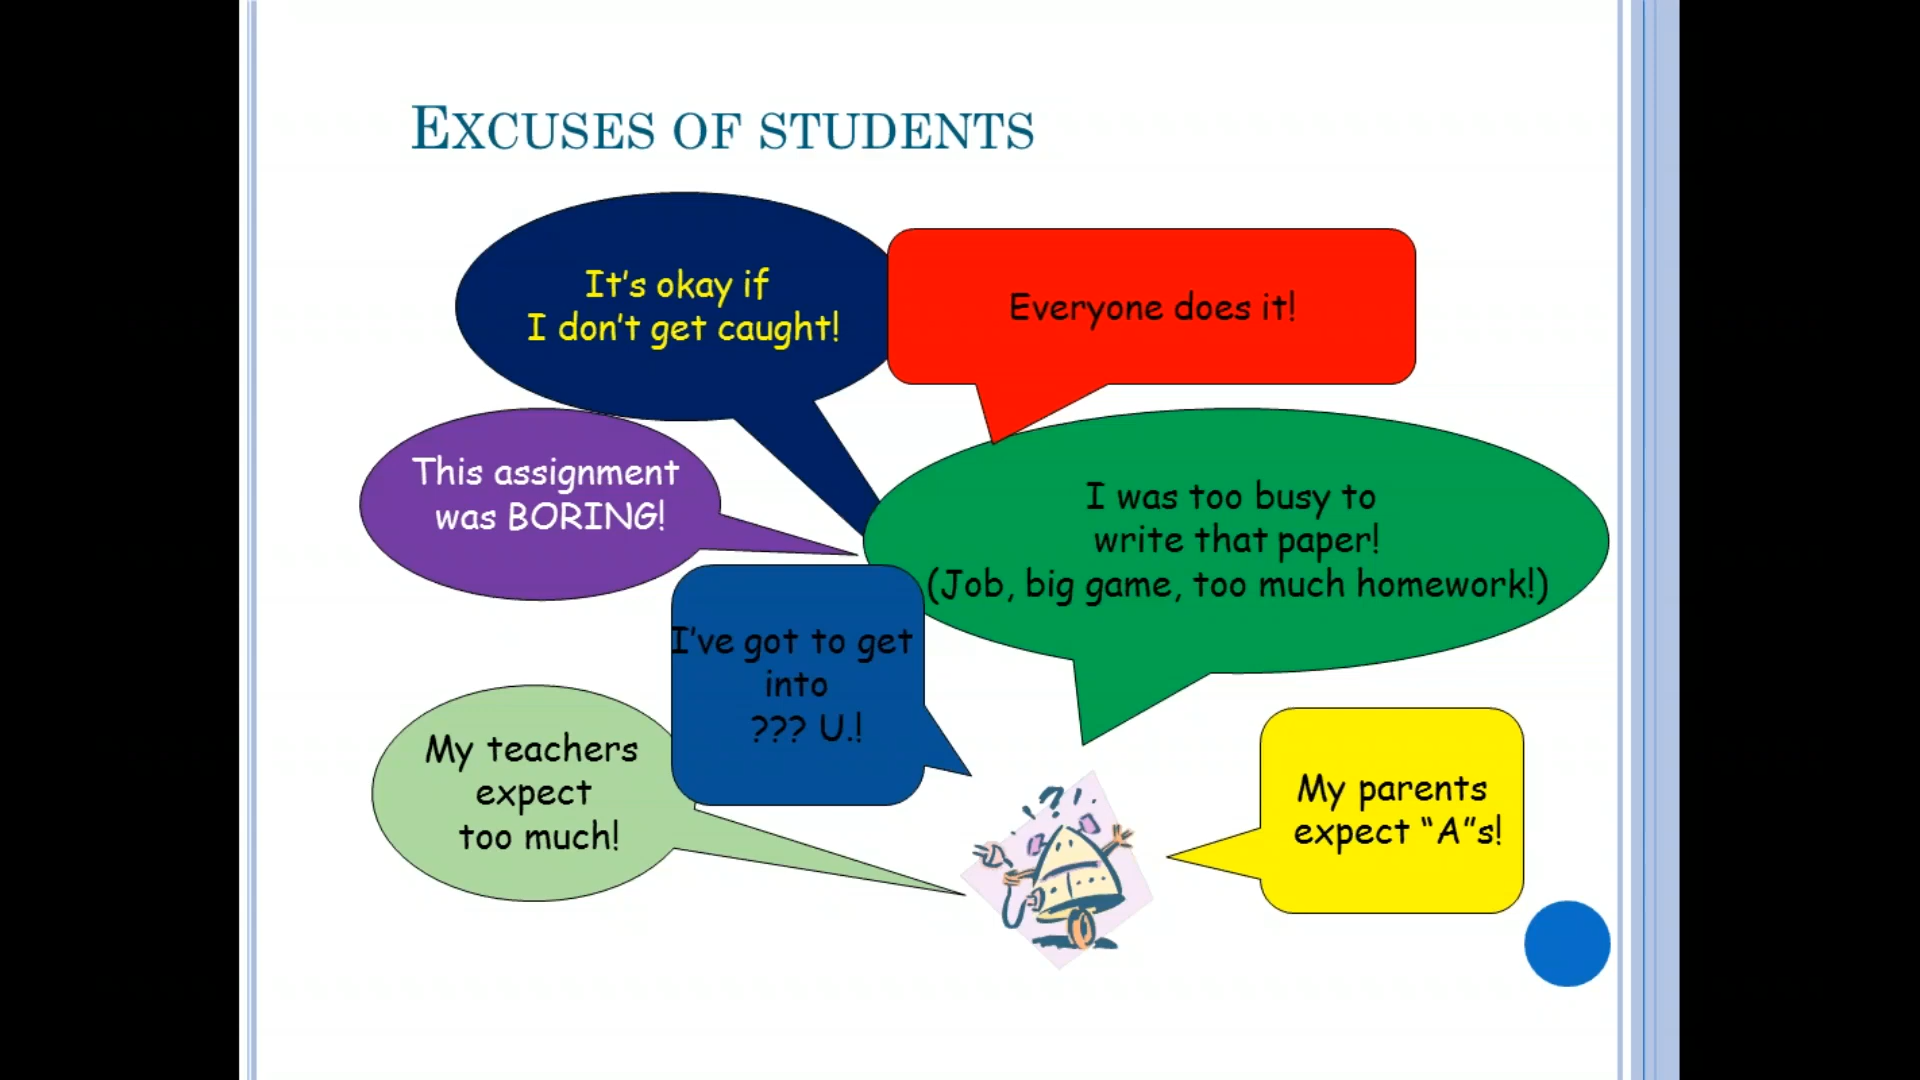 EXCUSES OF STUDENTS
It's okay if
I don't get caught!
Everyone does it!
This assignment
was BORING!
I was too busy to
write that paper!
(Job, big game, too much homework!)
I've got to get
into
??? U.!
My teachers
expect
too much!
My parents
expect “A”s!
?